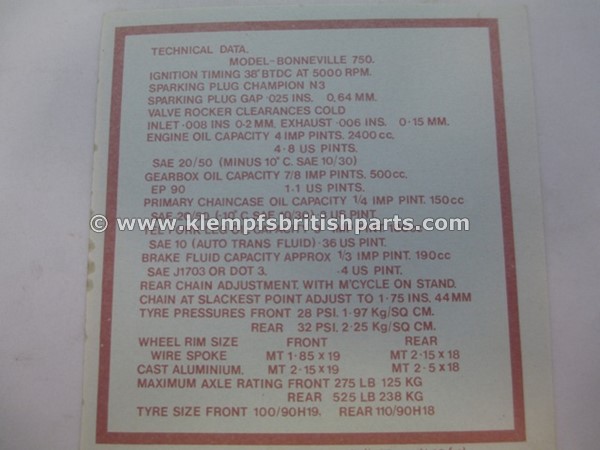 TECHNICAL DATA.
MODEL-BONNEVILLE 750.
IGNITION TIMING 38° BTDC AT 5000 RPM.
SPARKING PLUG CHAMPION N3
SPARKING PLUG GAP ·025 INS. 0,64 MM.
VALVE ROCKER CLEARANCES COLD
INLET ·008 INS 0·2 MM. EXHAUST ·006 INS. 0·15 MM.
ENGINE OIL CAPACITY 4 IMP PINTS. 2400 cc.
4·8 US PINTS.
SAE 20/50 (MINUS 10° C. SAE 10/30)
GEARBOX OIL CAPACITY 7/8 IMP PINTS. 500cc.
EP 90 1·1 US PINTS.
PRIMARY CHAINCASE OIL CAPACITY 1/4 IMP PINT. 150cc
SAE 20/50 (-10°C SAE 10/30) US PINT.
© www.klempfsbritishparts.com
SAE 10 (AUTO TRANS FLUID) ·36 US PINT.
BRAKE FLUID CAPACITY APPROX 1/3 IMP PINT. 190cc
SAE J1703 OR DOT 3. ·4 US PINT.
REAR CHAIN ADJUSTMENT. WITH M'CYCLE ON STAND.
CHAIN AT SLACKEST POINT ADJUST TO 1·75 INS. 44MM
TYRE PRESSURES FRONT 28 PSI. 1·97 Kg/SQ CM.
REAR 32 PSI. 2·25 Kg/SQ CM.
WHEEL RIM SIZE FRONT REAR
WIRE SPOKE MT 1·85 x 19 MT 2·15 x 18
CAST ALUMINIUM. MT 2·15 x 19 MT 2·5 x 18
MAXIMUM AXLE RATING FRONT 275 LB 125 KG
REAR 525 LB 238 KG
TYRE SIZE FRONT 100/90H19. REAR 110/90H18